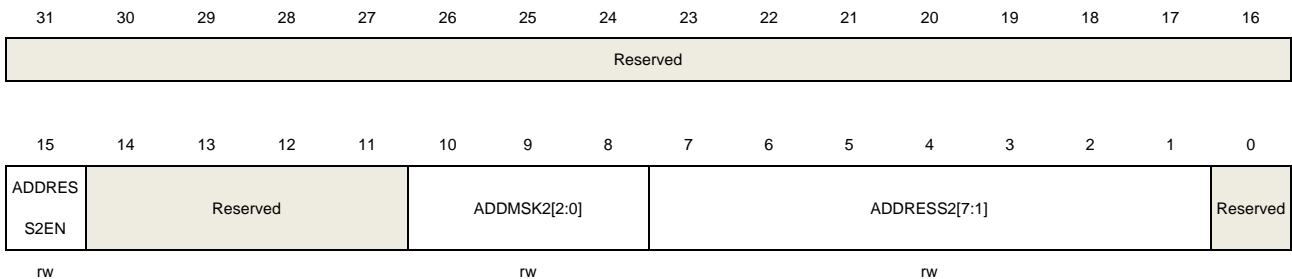 31 30 29 28 27 26 25 24 23 22 21 20 19 18 17 16
Reserved
15 14 13 12 11 10 9 8 7 6 5 4 3 2 1 0
ADDRES
S2EN
Reserved
ADDMSK2[2:0]
ADDRESS2[7:1]
Reserved
rw rw rw